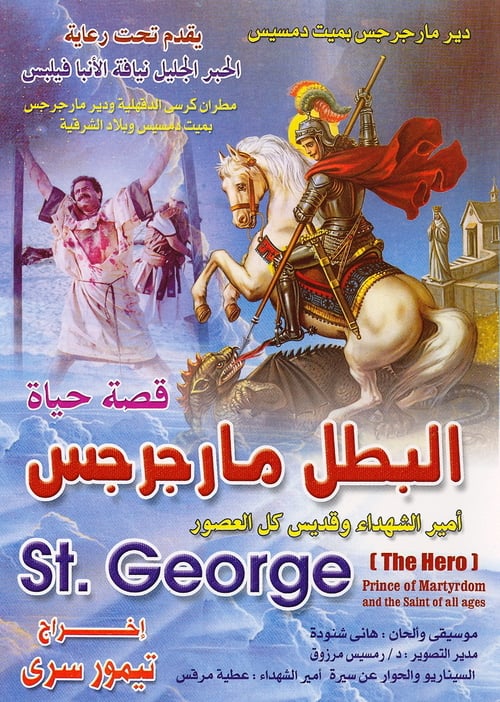 دير مارجرجس بميت دمسيس
يقدم تحت رعاية
الحبر الجليل نيافة الأنبا فيلبس
مطران كرسى الدقهلية ودير مارجرجس
بميت دمسيس وبلاد الشرقية
قصة حياة
البطل مارجرجس
أمير الشهداء وقديس كل العصور
St. George
( The Hero )
Prince of Martyrdom
and the Saint of all ages
إخراج
تيمور سرى
موسيقى وألحان : هانى شنودة
مدير التصوير : د/ رمسيس مرزوق
السيناريو والحوار عن سيرة أمير الشهداء : عطية مرقس